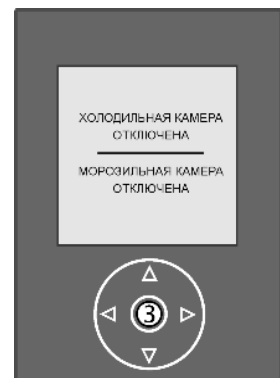 ХОЛОДИЛЬНАЯ КАМЕРА
ОТКЛЮЧЕНА
МОРОЗИЛЬНАЯ КАМЕРА
ОТКЛЮЧЕНА
3